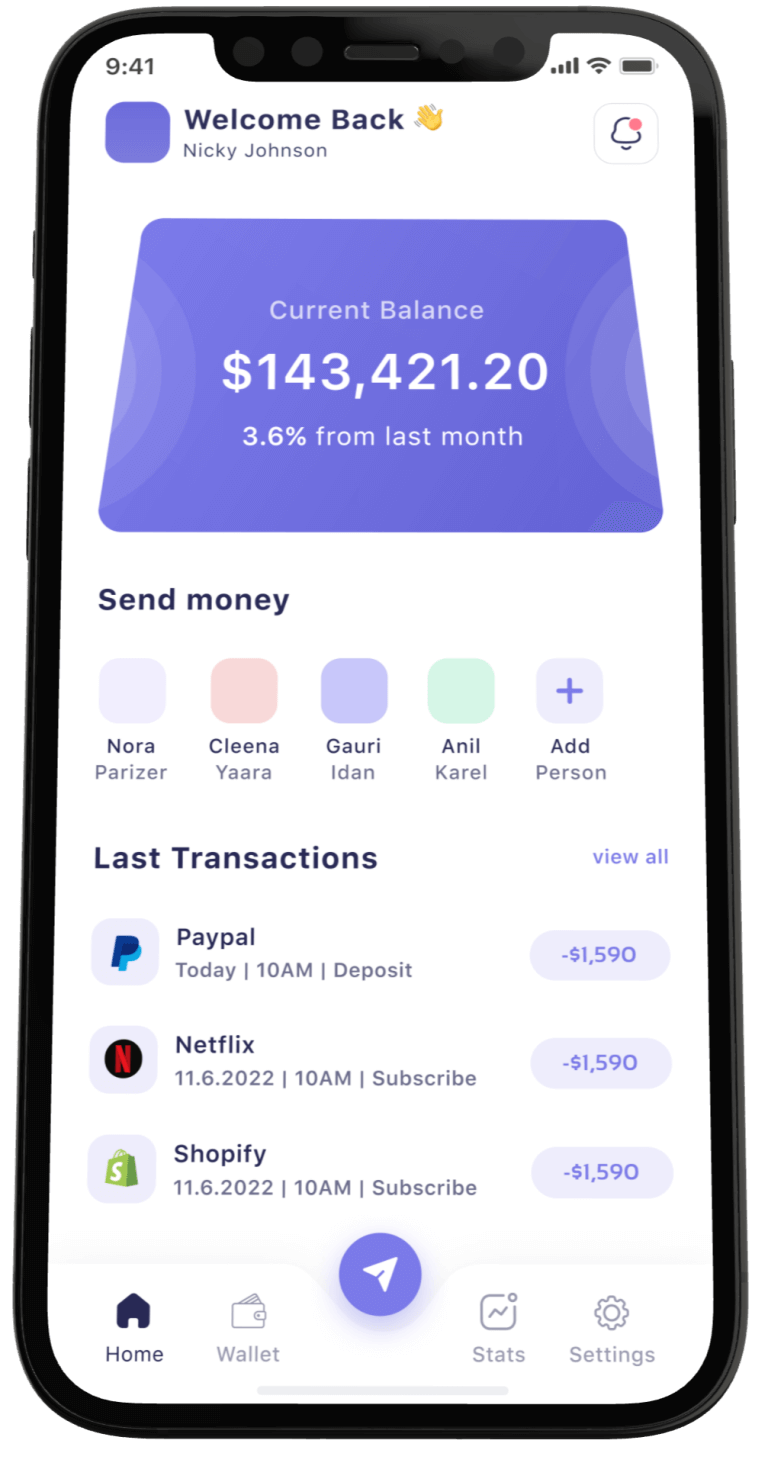 9:41
Welcome Back 👋
Nicky Johnson
Current Balance
$143,421.20
3.6% from last month
Send money
Nora
Parizer
Cleena
Yaara
Gauri
Idan
Anil
Karel
Add
Person
Last Transactions
view all
Paypal
Today | 10AM | Deposit
-$1,590
Netflix
11.6.2022 | 10AM | Subscribe
-$1,590
Shopify
11.6.2022 | 10AM | Subscribe
-$1,590
Home
Wallet
Stats
Settings